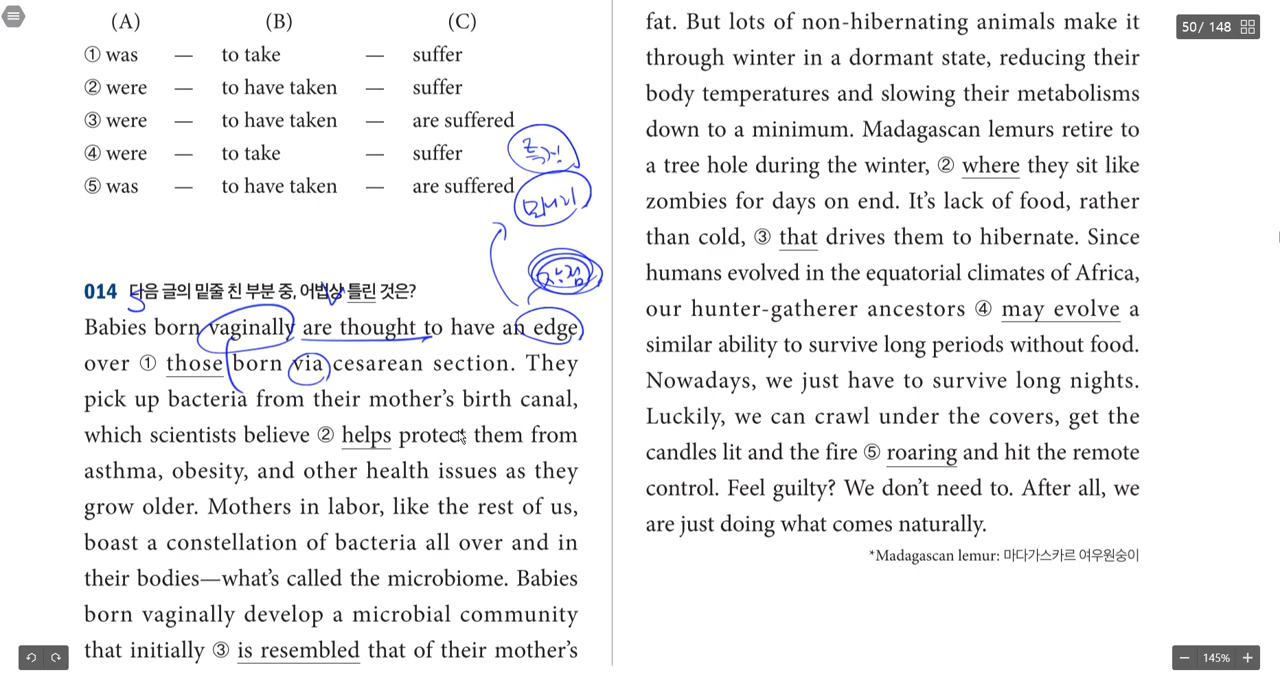 (A) (B) (C)
① was — to take — suffer
② were — to have taken — suffer
③ were — to have taken — are suffered
④ were — to take — suffer
⑤ was — to have taken — are suffered
014 다음 글의 밑줄 친 부분 중, 어법상 틀린 것은?
Babies born vaginally are thought to have an edge
over ① those born via cesarean section. They
pick up bacteria from their mother’s birth canal,
which scientists believe ② helps protect them from
asthma, obesity, and other health issues as they
grow older. Mothers in labor, like the rest of us,
boast a constellation of bacteria all over and in
their bodies—what’s called the microbiome. Babies
born vaginally develop a microbial community
that initially ③ is resembled that of their mother’s
fat. But lots of non-hibernating animals make it
through winter in a dormant state, reducing their
body temperatures and slowing their metabolisms
down to a minimum. Madagascan lemurs retire to
a tree hole during the winter, ② where they sit like
zombies for days on end. It’s lack of food, rather
than cold, ③ that drives them to hibernate. Since
humans evolved in the equatorial climates of Africa,
our hunter-gatherer ancestors ④ may evolve a
similar ability to survive long periods without food.
Nowadays, we just have to survive long nights.
Luckily, we can crawl under the covers, get the
candles lit and the fire ⑤ roaring and hit the remote
control. Feel guilty? We don’t need to. After all, we
are just doing what comes naturally.
*Madagascan lemur: 마다가스카르 여우원숭이
50 / 148
145%